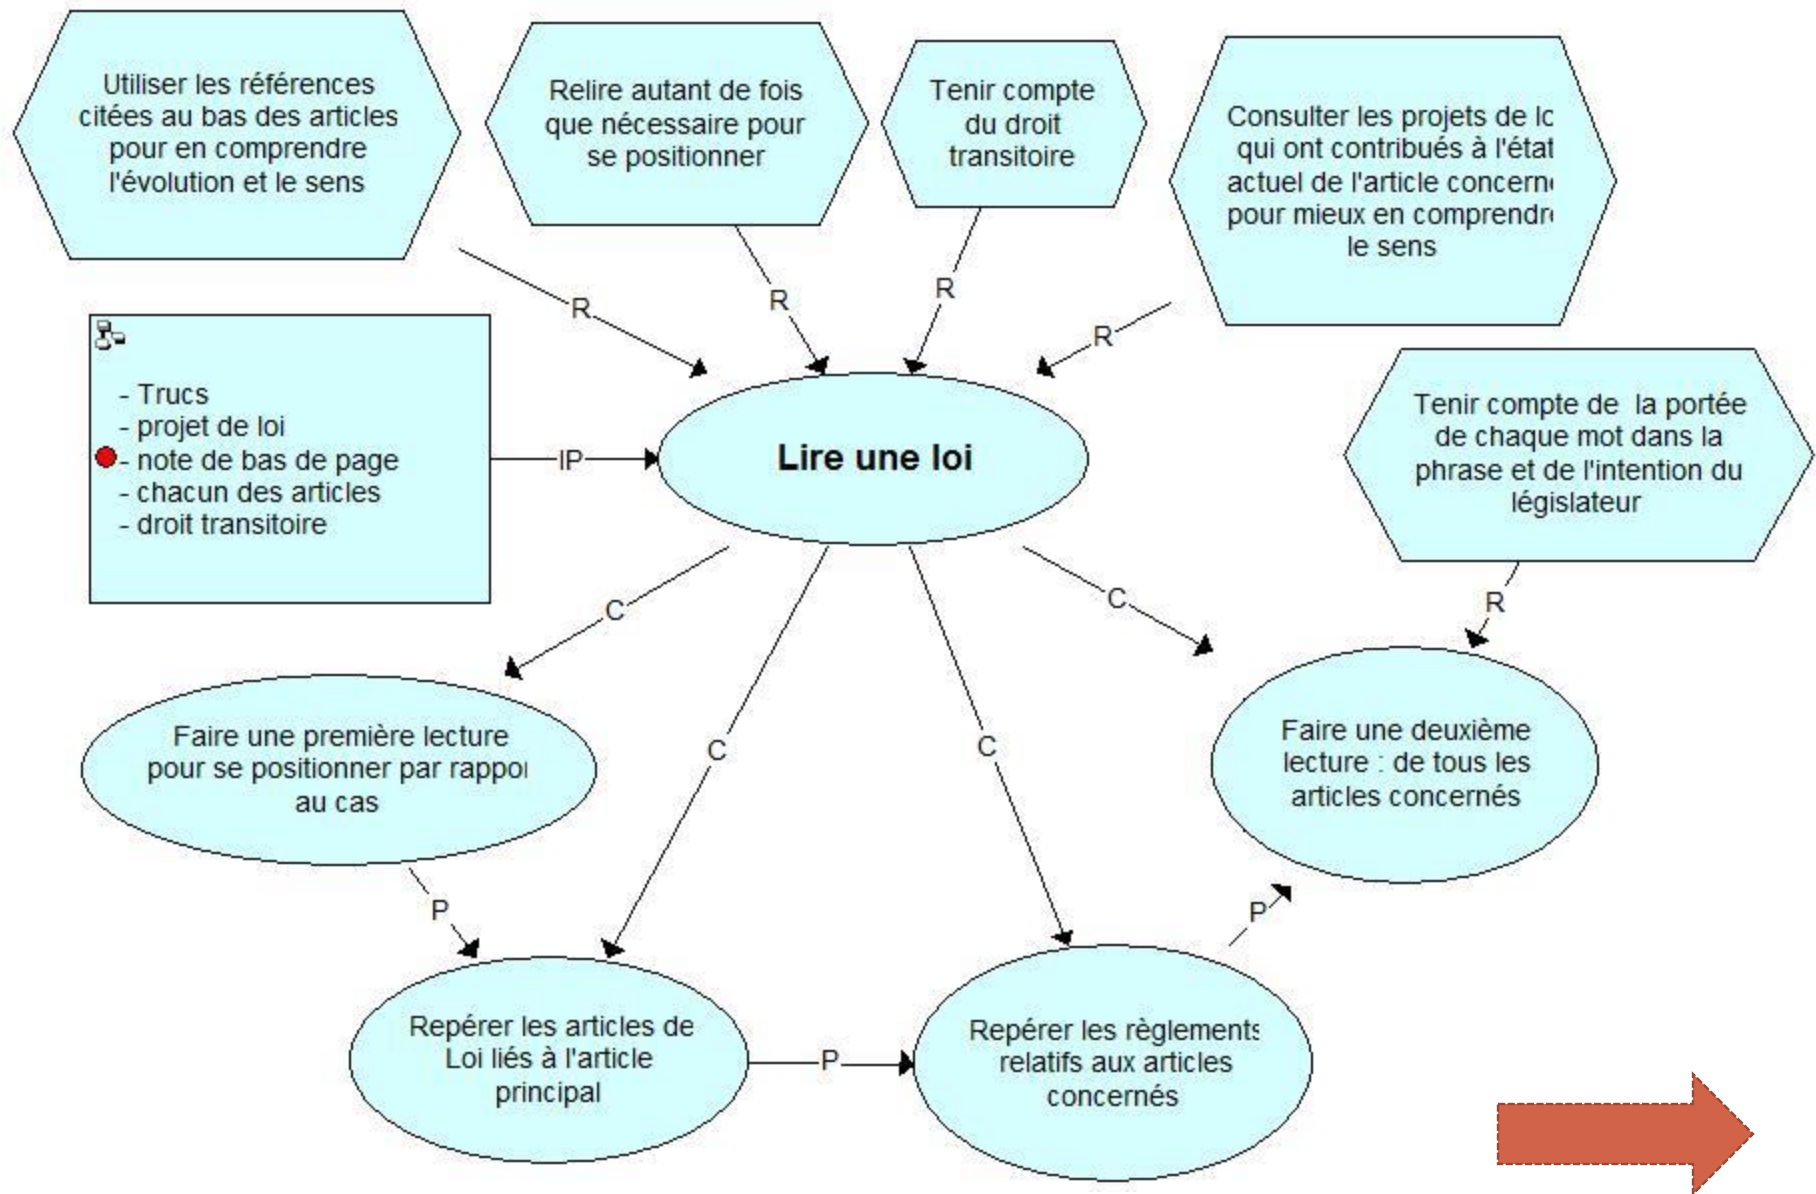 Utiliser les références
citées au bas des articles
pour en comprendre
l'évolution et le sens
Relire autant de fois
que nécessaire pour
se positionner
Tenir compte
du droit
transitoire
Consulter les projets de lo
qui ont contribués à l'état
actuel de l'article concern
pour mieux en comprendr
le sens
R
R
R
R
- Trucs
- projet de loi
- note de bas de page
- chacun des articles
- droit transitoire
IP
Lire une loi
Tenir compte de la portée
de chaque mot dans la
phrase et de l'intention du
législateur
R
C
C
C
C
Faire une première lecture
pour se positionner par rappor
au cas
Faire une deuxième
lecture : de tous les
articles concernés
P
P
Repérer les articles de
Loi liés à l'article
principal
P
Repérer les règlements
relatifs aux articles
concernés